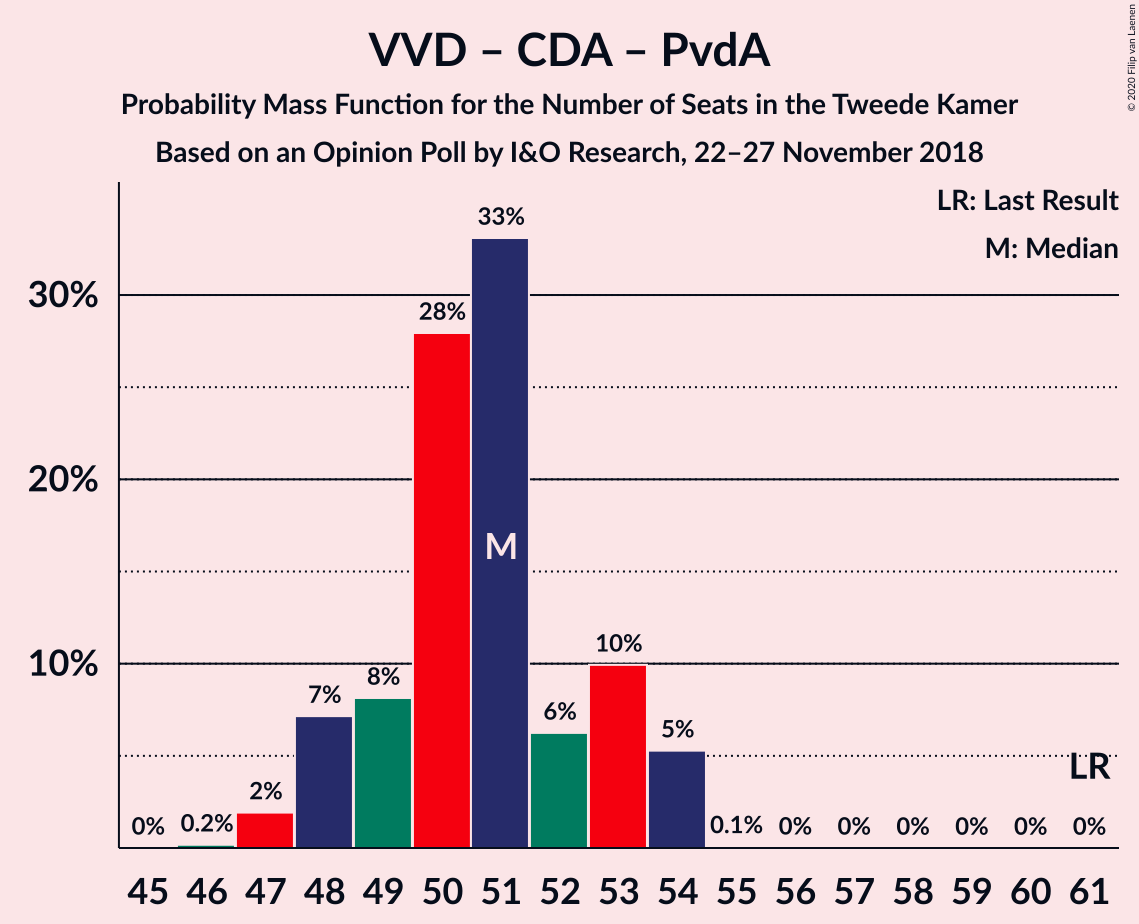 VVD – CDA – PvdA
Probability Mass Function for the Number of Seats in the Tweede Kamer
Based on an Opinion Poll by I&O Research, 22–27 November 2018
© 2020 Filip van Laenen
LR: Last Result
M: Median
30%
20%
10%
0% 0.2% 2% 7% 8% 28% 33% 6% 10% 5% 0.1% 0% 0% 0% 0% 0% 0%
M
LR
45 46 47 48 49 50 51 52 53 54 55 56 57 58 59 60 61